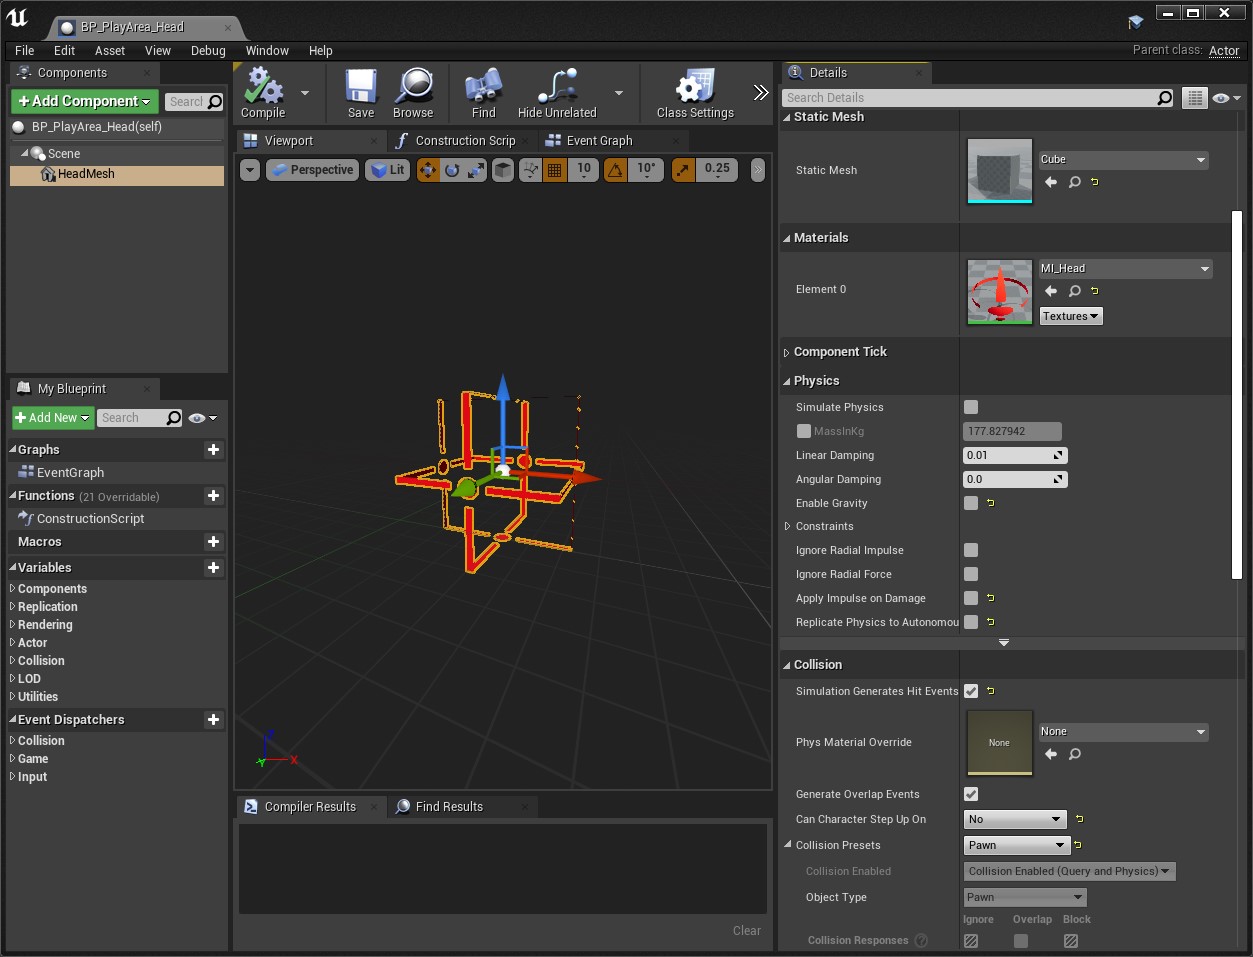 BP_PlayArea_Head
File Edit Asset View Debug Window Help
Parent class: Actor
Components
Add Component
Search
BP_PlayArea_Head(self)
Scene
HeadMesh
Compile
Save
Browse
Find
Hide Unrelated
Class Settings
Viewport
Construction Scrip
Event Graph
Perspective
Lit
10
10°
0.25
X
My Blueprint
Add New
Search
Graphs
EventGraph
Functions (21 Overridable)
ConstructionScript
Macros
Variables
Components
Replication
Rendering
Actor
Collision
LOD
Utilities
Event Dispatchers
Collision
Game
Input
Compiler Results
Find Results
Clear
Details
Search Details
Static Mesh
Static Mesh
Cube
Materials
Element 0
MI_Head
Textures
Component Tick
Physics
Simulate Physics
MassInKg 177.827942
Linear Damping 0.01
Angular Damping 0.0
Enable Gravity
Constraints
Ignore Radial Impulse
Ignore Radial Force
Apply Impulse on Damage
Replicate Physics to Autonomou
Collision
Simulation Generates Hit Events
Phys Material Override
None
None
Generate Overlap Events
Can Character Step Up On No
Collision Presets Pawn
Collision Enabled Collision Enabled (Query and Physics)
Object Type Pawn
Ignore Overlap Block
Collision Responses ?